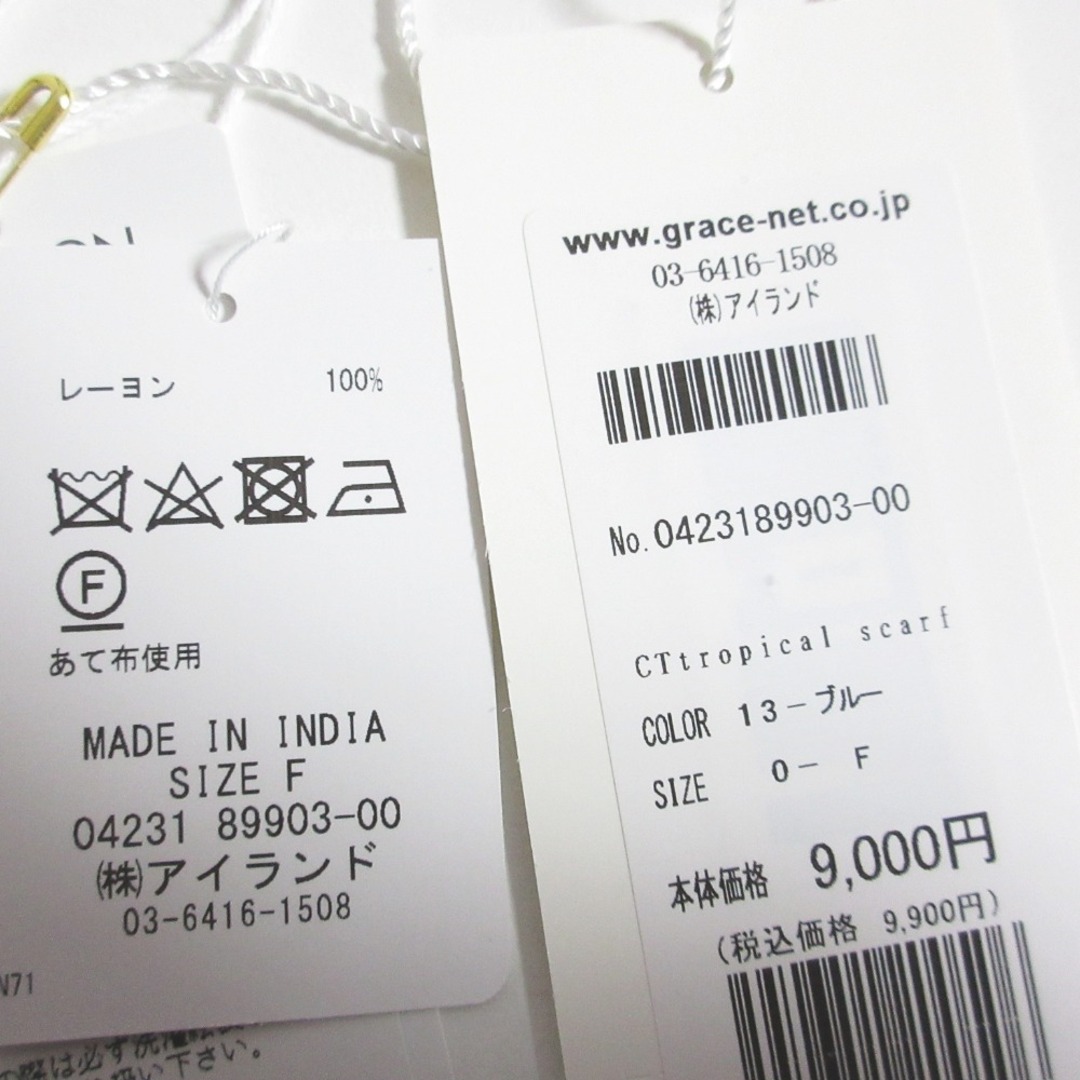 レーヨン 100%
F
あて布使用
MADE IN INDIA
SIZE F
04231 89903-00
㈱アイランド
03-6416-1508
N71
www.grace-net.co.jp
03-6416-1508
㈱アイランド
No.0423189903-00
CTtropical scarf
COLOR 13-ブルー
SIZE 0- F
本体価格 9,000円
(税込価格 9,900円)